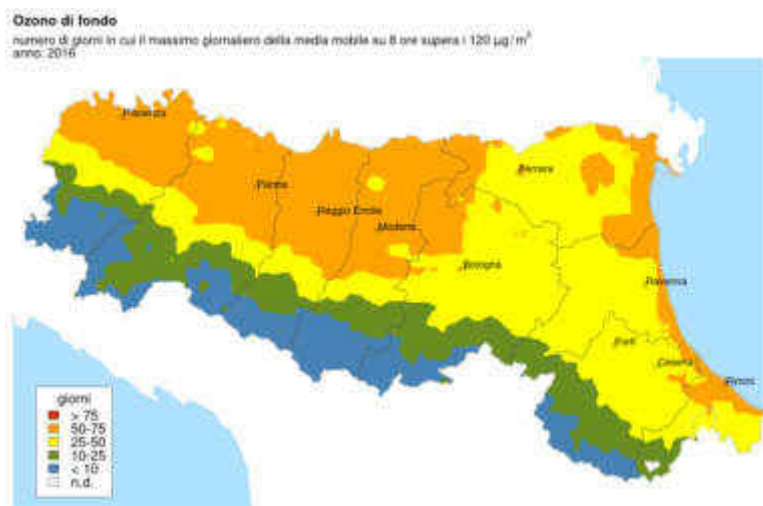 Ozono di fondo
numero di giorni in cui il massimo giornaliero della media mobile su 8 ore supera i 120 µg/m³
anno: 2016
Piacenza
Parma
Reggio Emilia
Modena
Ferrara
Bologna
Ravenna
Forlì
Cesena
Rimini
giorni
> 75
50-75
25-50
10-25
< 10
n.d.